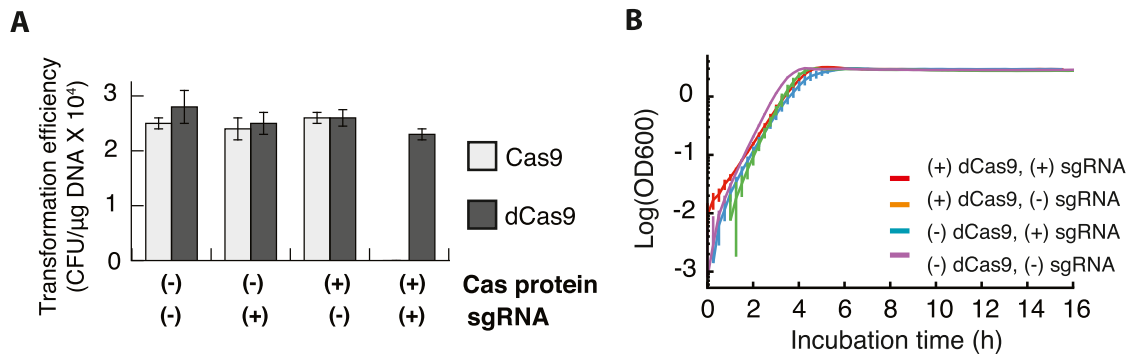 A
Transformation efficiency
(CFU/µg DNA X 10⁴)
3
2
1
0
Cas9
dCas9
(-) (-) (+) (+) Cas protein
(-) (+) (-) (+) sgRNA
B
Log(OD600)
0
-1
-2
-3
(+) dCas9, (+) sgRNA
(+) dCas9, (-) sgRNA
(-) dCas9, (+) sgRNA
(-) dCas9, (-) sgRNA
0 2 4 6 8 10 12 14 16
Incubation time (h)